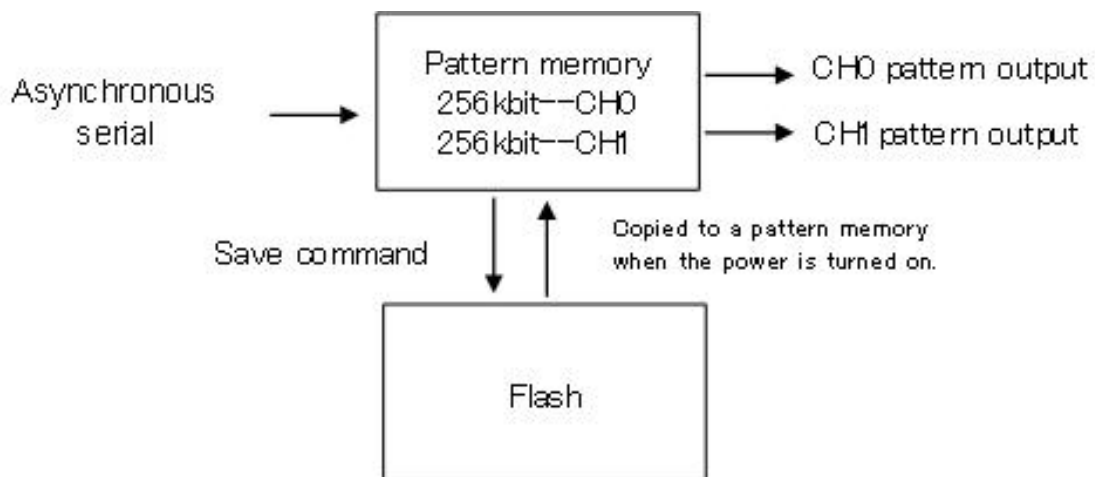 Asynchronous
serial
Pattern memory
256kbit--CH0
256kbit--CH1
CH0 pattern output
CH1 pattern output
Save command
Copied to a pattern memory
when the power is turned on.
Flash